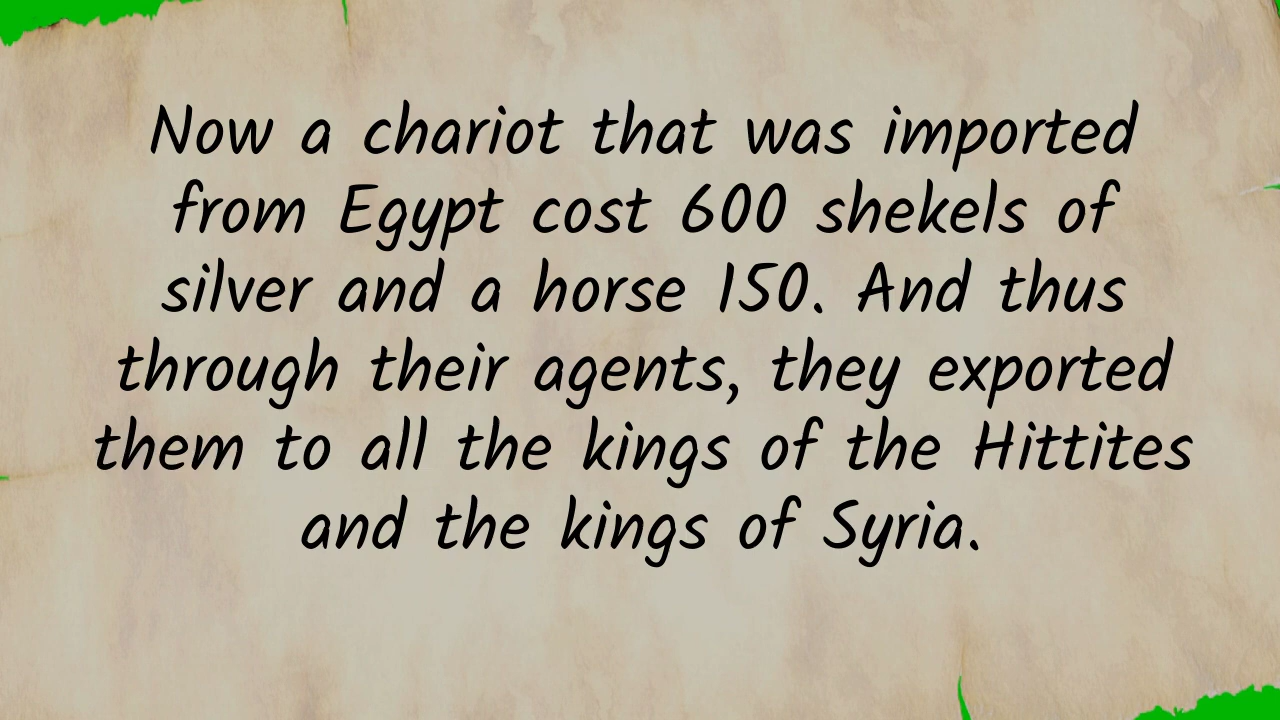 Now a chariot that was imported
from Egypt cost 600 shekels of
silver and a horse 150. And thus
through their agents, they exported
them to all the kings of the Hittites
and the kings of Syria.